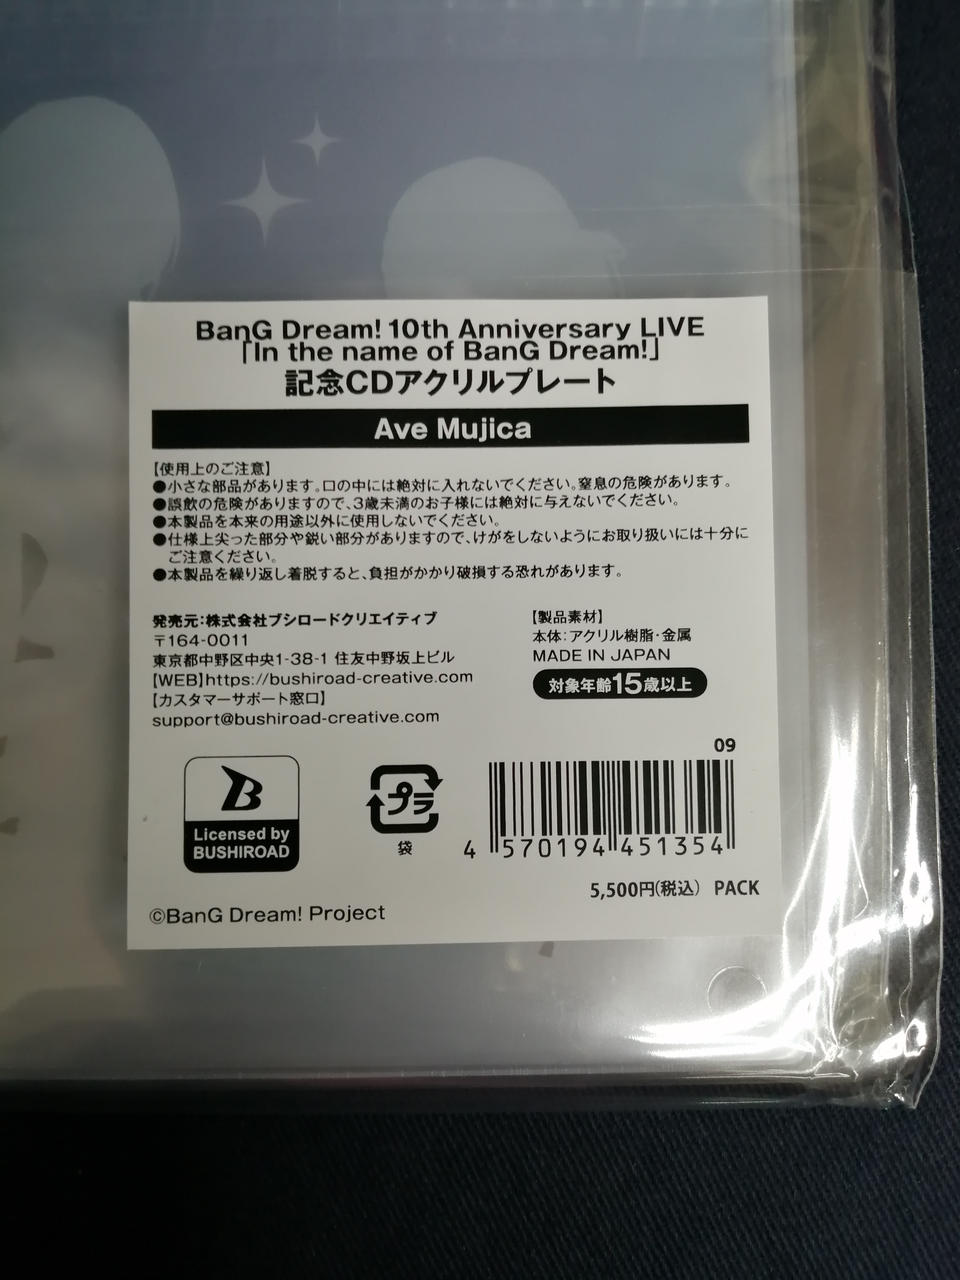 BanG Dream! 10th Anniversary LIVE
「In the name of BanG Dream!」
記念CDアクリルプレート
Ave Mujica
【使用上のご注意】
●小さな部品があります。口の中には絶対に入れないでください。窒息の危険があります。
●誤飲の危険がありますので、3歳未満のお子様には絶対に与えないでください。
●本製品を本来の用途以外に使用しないでください。
●仕様上尖った部分や鋭い部分がありますので、けがをしないようにお取り扱いには十分に
ご注意ください。
●本製品を繰り返し着脱すると、負担がかかり破損する恐れがあります。
発売元:株式会社ブシロードクリエイティブ
〒164-0011
東京都中野区中央1-38-1 住友中野坂上ビル
【WEB】https://bushiroad-creative.com
【カスタマーサポート窓口】
support@bushiroad-creative.com
【製品素材】
本体:アクリル樹脂・金属
MADE IN JAPAN
対象年齢15歳以上
B
Licensed by
BUSHIROAD
プラ
袋
09
4 570194 451354
5,500円(税込) PACK
©BanG Dream! Project